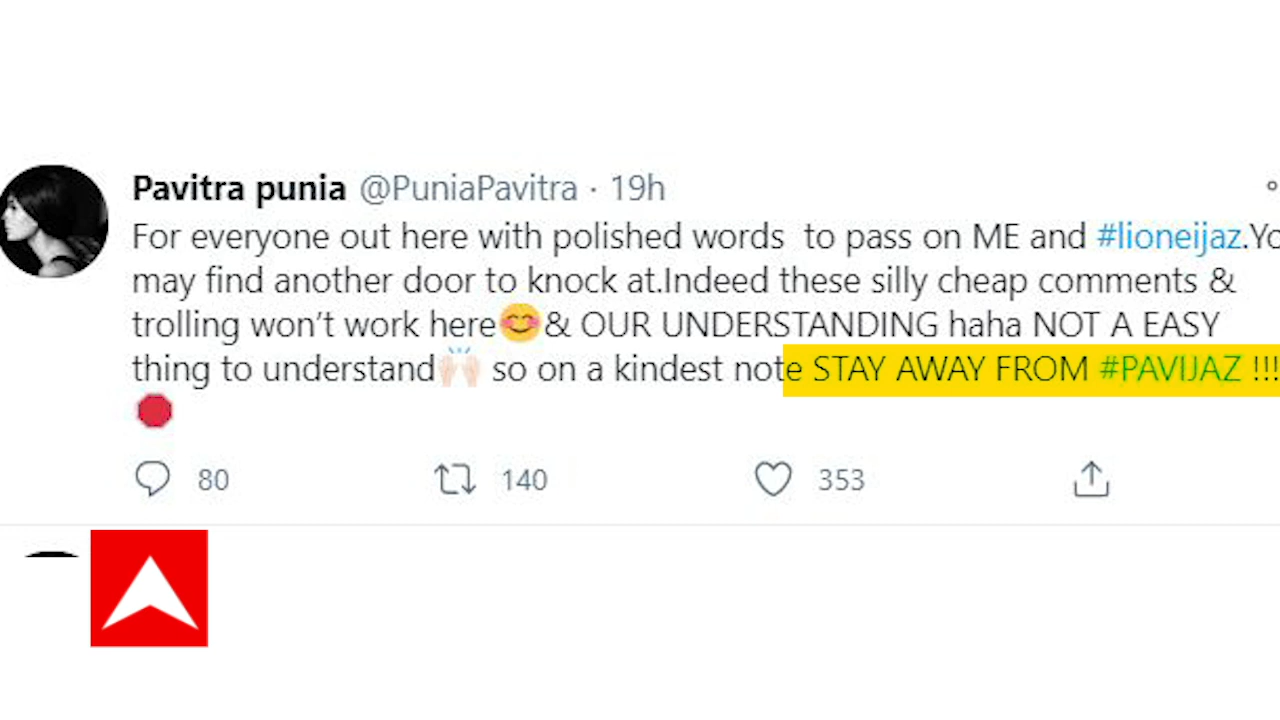 Pavitra punia @PuniaPavitra · 19h
For everyone out here with polished words to pass on ME and #lioneijaz.Yo
may find another door to knock at.Indeed these silly cheap comments &
trolling won't work here😊& OUR UNDERSTANDING haha NOT A EASY
thing to understand🙌🏻 so on a kindest note STAY AWAY FROM #PAVIJAZ !!!
🛑
80 140 353